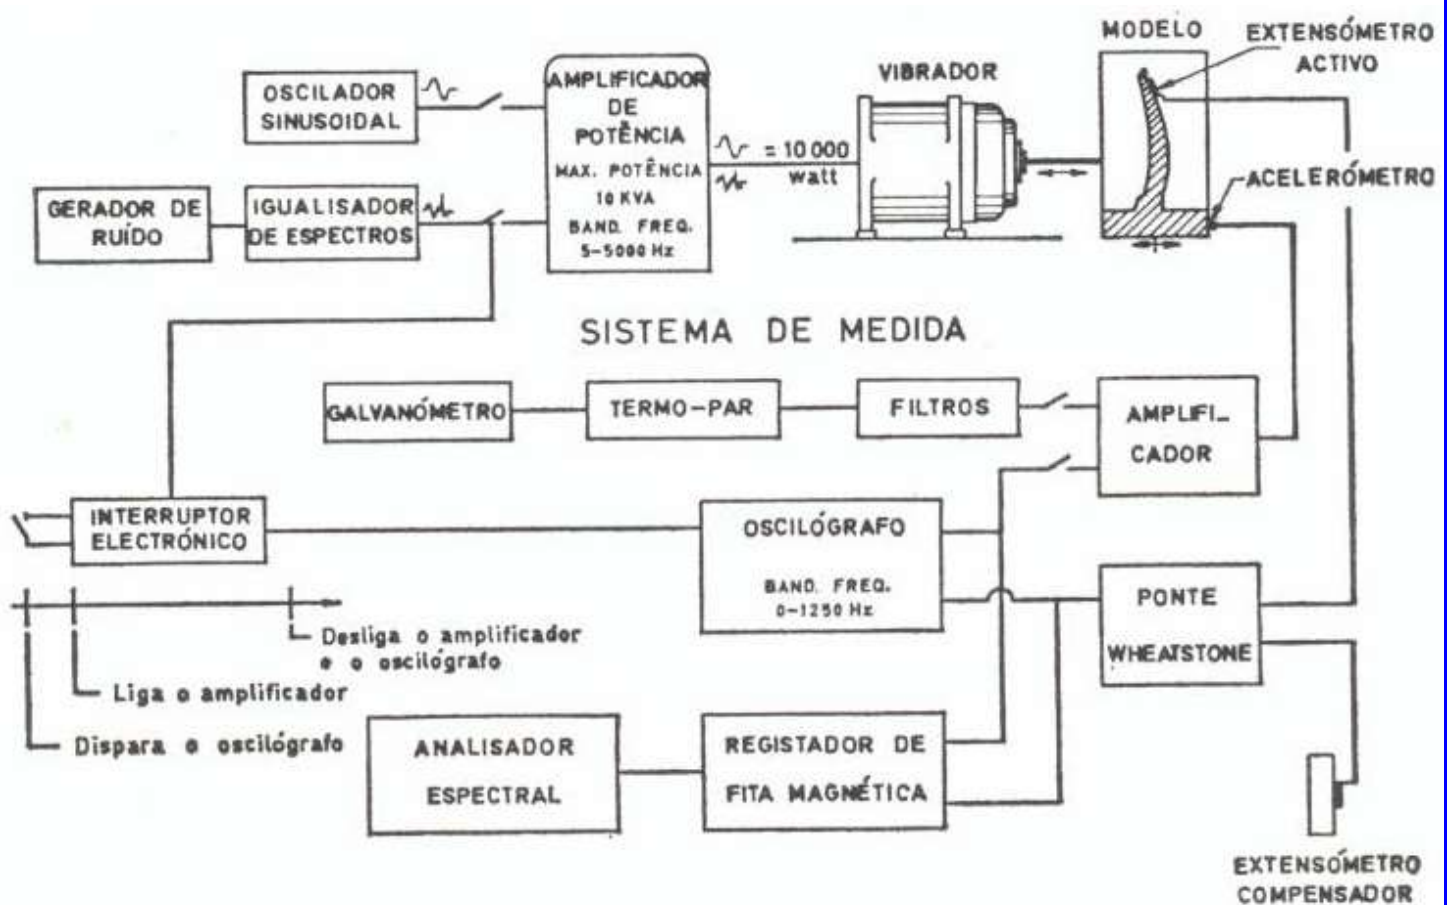 OSCILADOR
SINUSOIDAL
AMPLIFICADOR
DE
POTÊNCIA
MAX. POTÊNCIA
10 KVA
BAND. FREQ.
5-5000 Hz
= 10 000
watt
VIBRADOR
MODELO
EXTENSÓMETRO
ACTIVO
ACELERÓMETRO
GERADOR DE
RUÍDO
IGUALISADOR
DE ESPECTROS
SISTEMA DE MEDIDA
GALVANÓMETRO
TERMO-PAR
FILTROS
AMPLIFI_
CADOR
INTERRUPTOR
ELECTRÓNICO
OSCILÓGRAFO
BAND. FREQ.
0-1250 Hz
PONTE
WHEATSTONE
Desliga o amplificador
e o oscilógrafo
Liga o amplificador
Dispara o oscilógrafo
ANALISADOR
ESPECTRAL
REGISTADOR DE
FITA MAGNÉTICA
EXTENSÓMETRO
COMPENSADOR